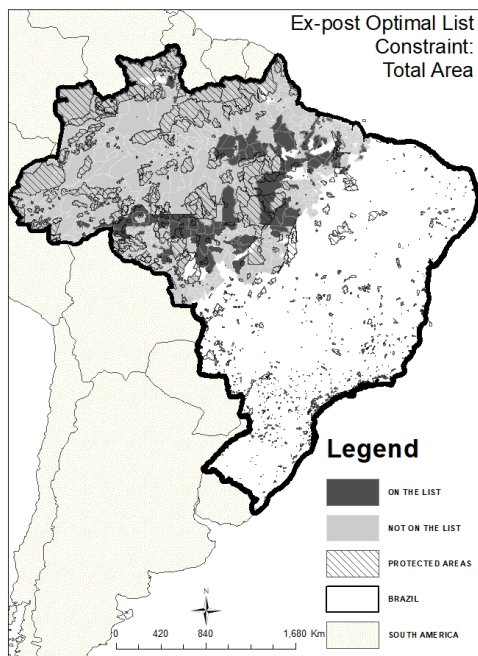 Ex-post Optimal List
Constraint:
Total Area
Legend
ON THE LIST
NOT ON THE LIST
PROTECTED AREAS
BRAZIL
SOUTH AMERICA
N
0 420 840 1,680 Km